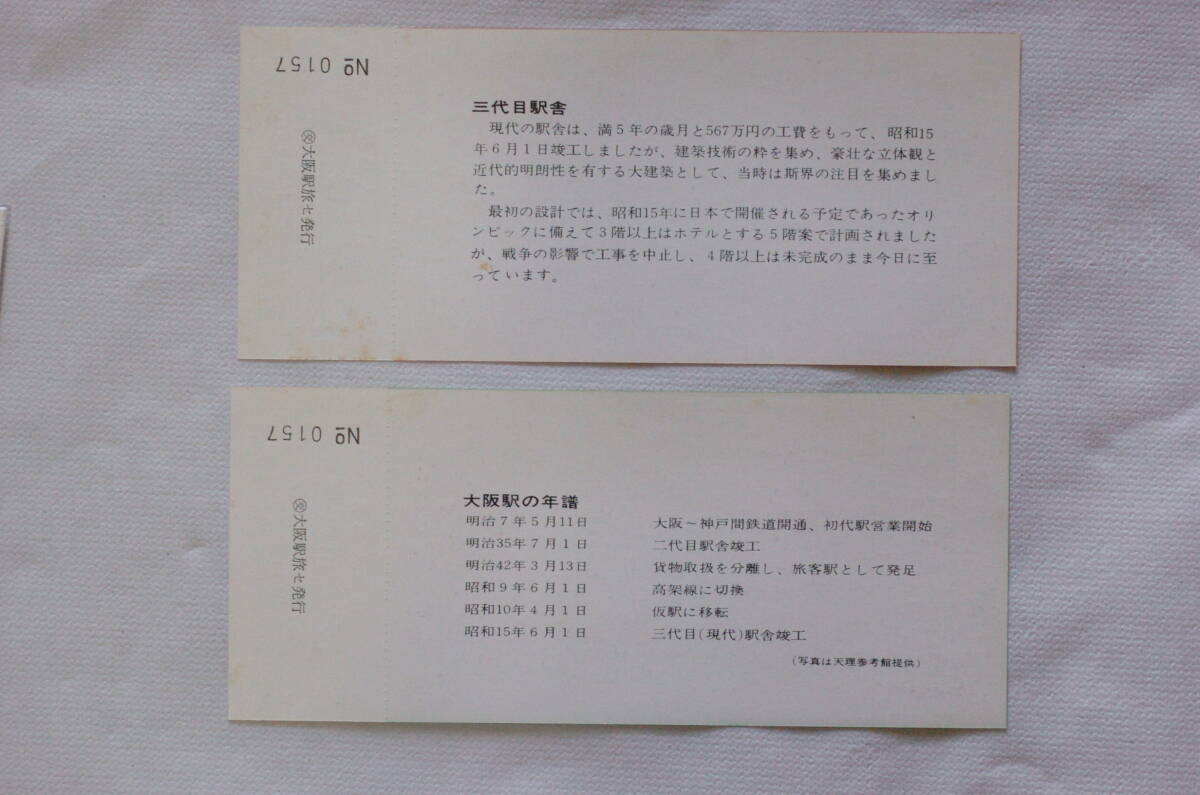 № 0157
㊇大阪駅旅セ発行
三代目駅舎
現代の駅舎は、満5年の歳月と567万円の工費をもって、昭和15
年6月1日竣工しましたが、建築技術の粋を集め、豪壮な立体観と
近代的明朗性を有する大建築として、当時は斯界の注目を集めまし
た。
最初の設計では、昭和15年に日本で開催される予定であったオリ
ンピックに備えて3階以上はホテルとする5階案で計画されました
が、戦争の影響で工事を中止し、4階以上は未完成のまま今日に至
っています。
№ 0157
大阪駅旅セ発行
大阪駅の年譜
明治7年5月11日 大阪〜神戸間鉄道開通、初代駅営業開始
明治35年7月1日 二代目駅舎竣工
明治42年3月13日 貨物取扱を分離し、旅客駅として発足
昭和9年6月1日 高架線に切換
昭和10年4月1日 仮駅に移転
昭和15年6月1日 三代目(現代)駅舎竣工
(写真は天理参考館提供)